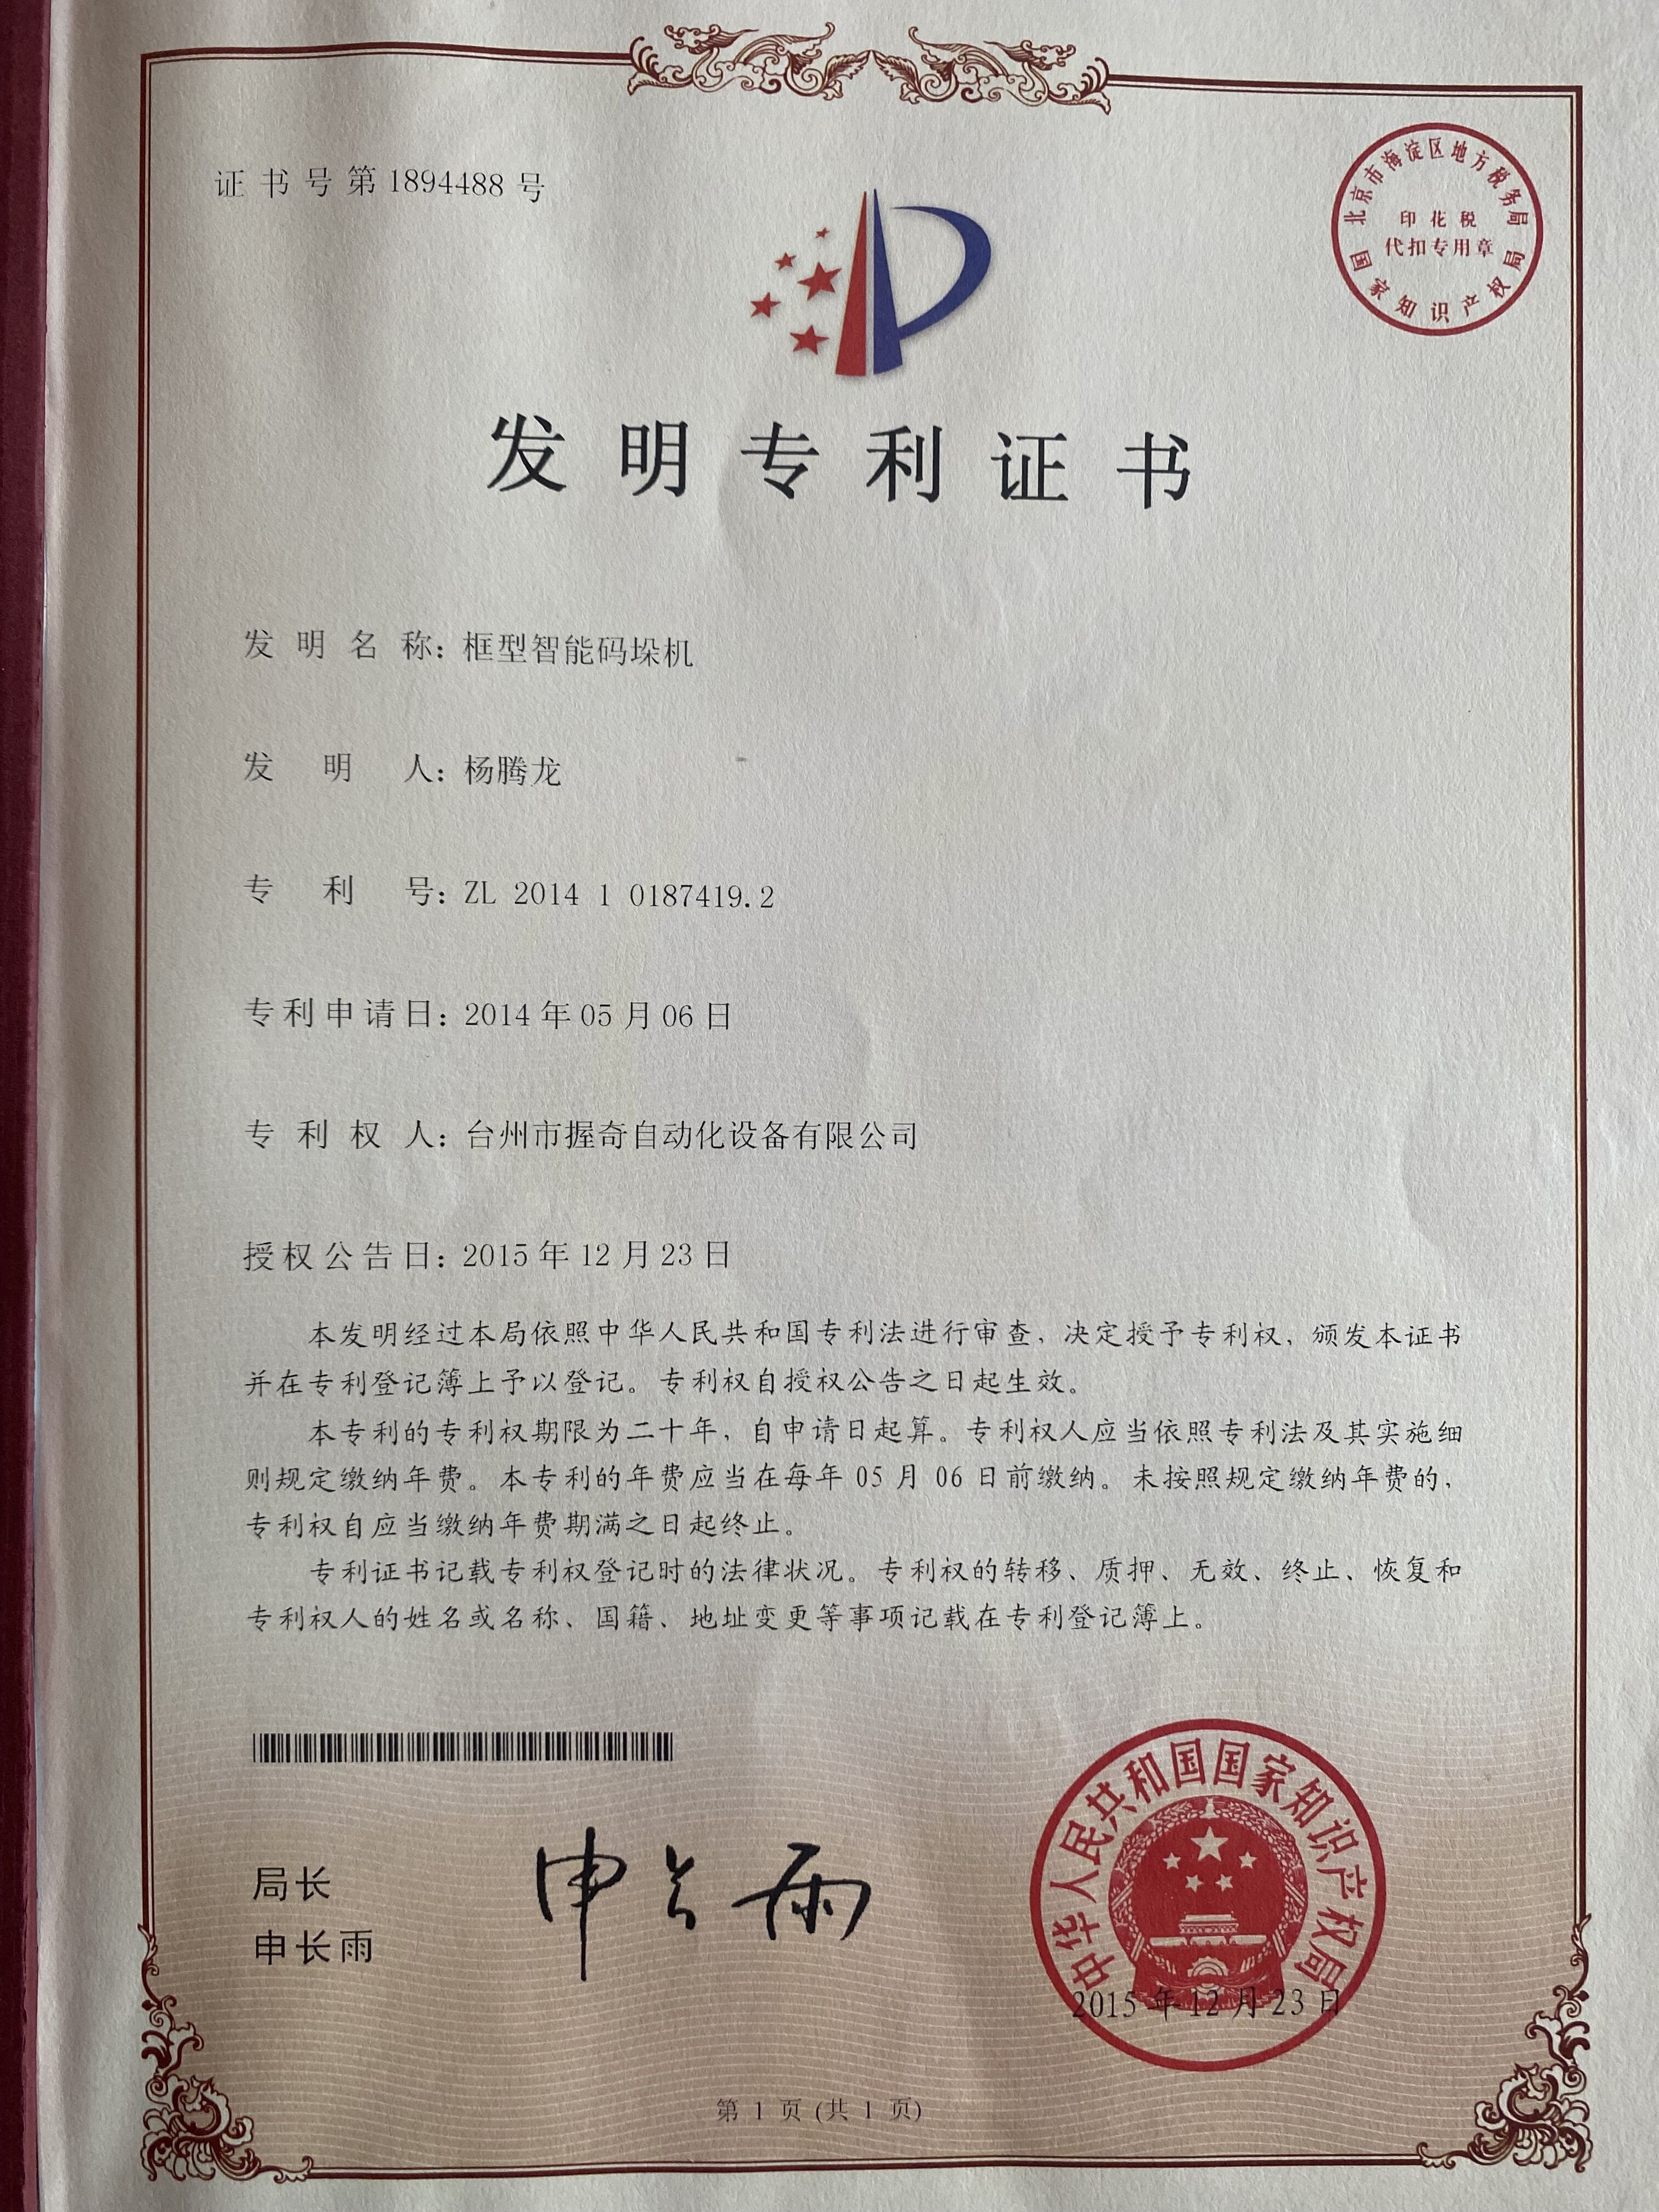 证书号第1894488号
北京市海淀区地方税务局
印花税
代扣专用章
国家知识产权局
发明专利证书
发明名称：框型智能码垛机
发明人：杨腾龙
专利号：ZL 2014 1 0187419.2
专利申请日：2014年05月06日
专利权人：台州市握奇自动化设备有限公司
授权公告日：2015年12月23日
本发明经过本局依照中华人民共和国专利法进行审查，决定授予专利权，颁发本证书
并在专利登记簿上予以登记。专利权自授权公告之日起生效。
本专利的专利权期限为二十年，自申请日起算。专利权人应当依照专利法及其实施细
则规定缴纳年费。本专利的年费应当在每年 05 月 06 日前缴纳。未按照规定缴纳年费的，
专利权自应当缴纳年费期满之日起终止。
专利证书记载专利权登记时的法律状况。专利权的转移、质押、无效、终止、恢复和
专利权人的姓名或名称、国籍、地址变更等事项记载在专利登记簿上。
局长
申长雨
申长雨
中华人民共和国国家知识产权局
2015年12月23日
第 1 页 (共 1 页)